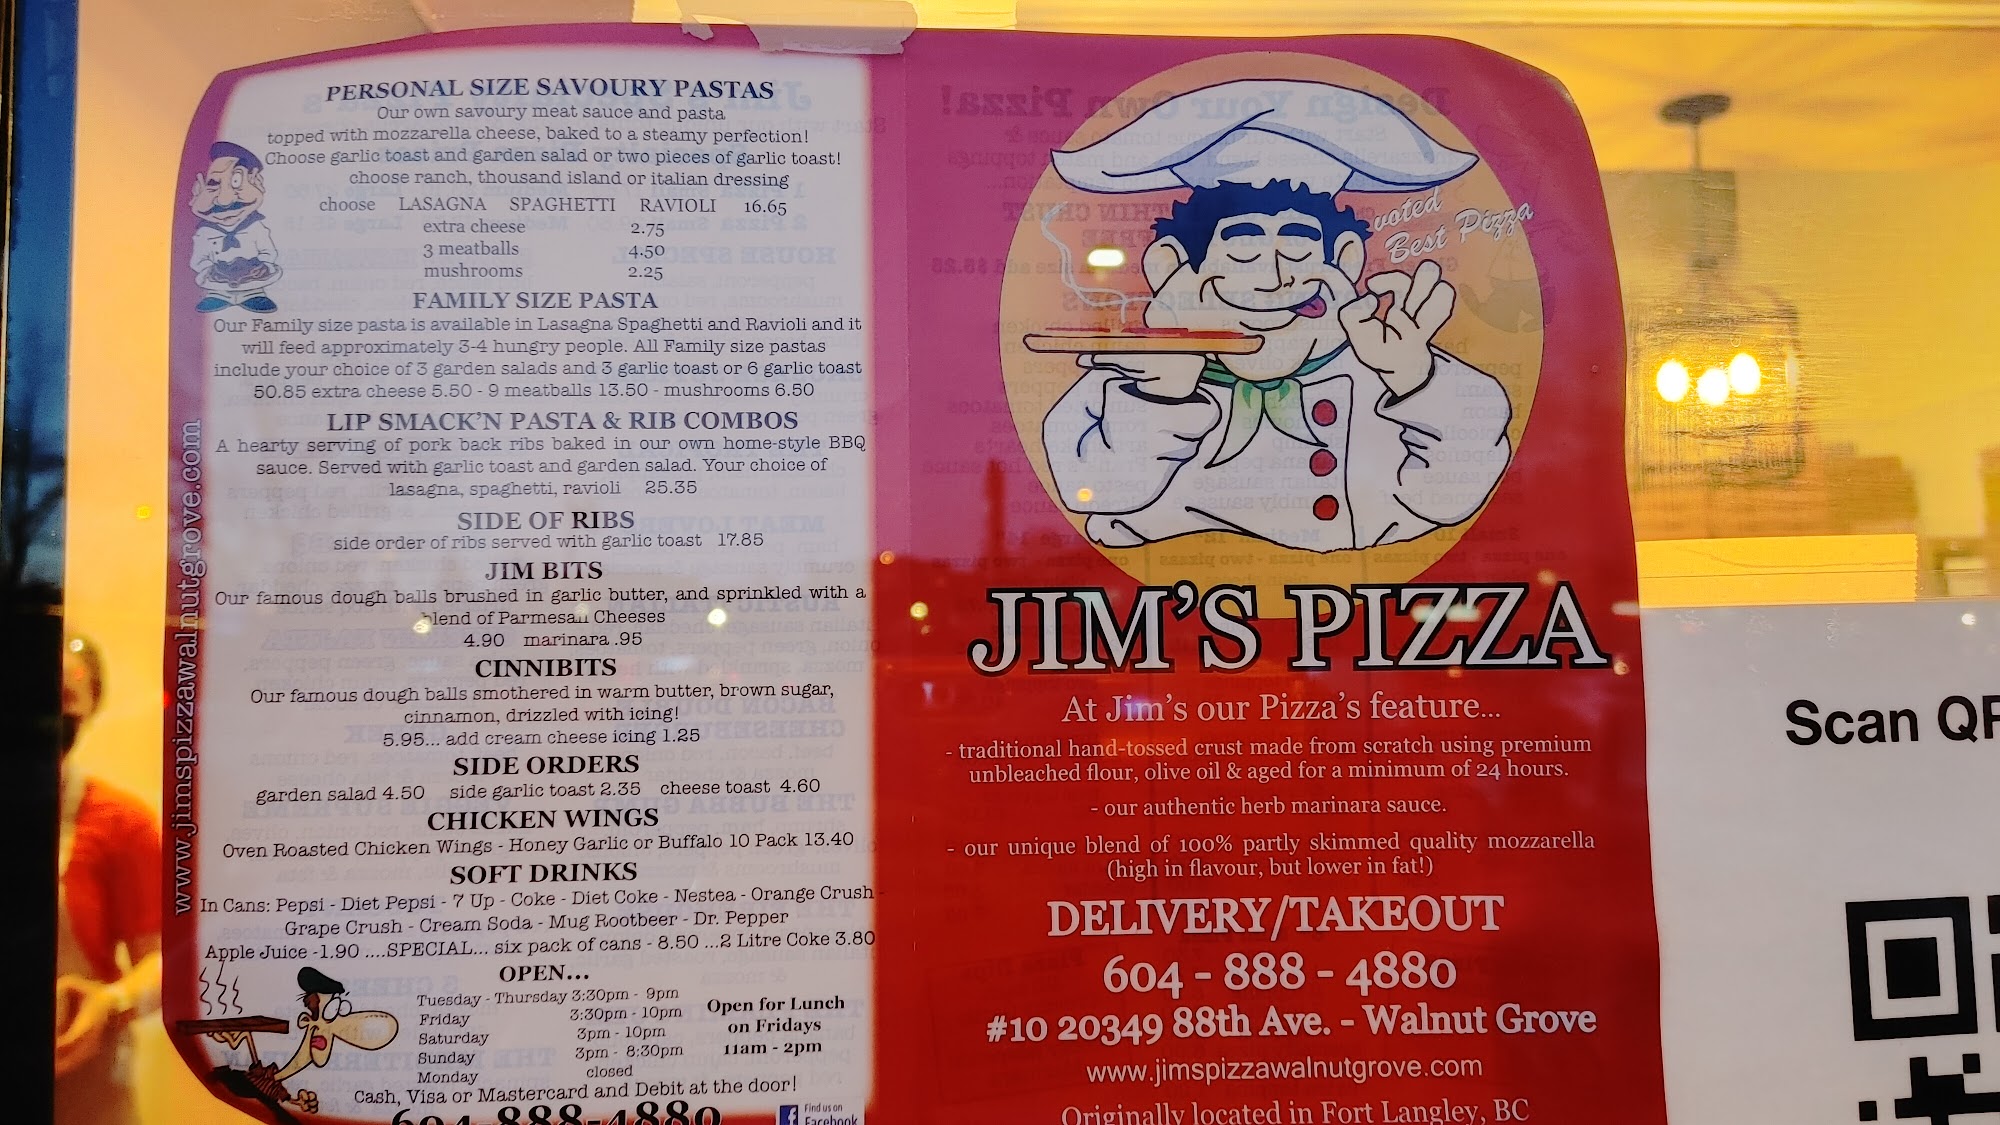 PERSONAL SIZE SAVOURY PASTAS
Our own savoury meat sauce and pasta
topped with mozzarella cheese, baked to a steamy perfection!
Choose garlic toast and garden salad or two pieces of garlic toast!
choose ranch, thousand island or italian dressing
choose LASAGNA SPAGHETTI RAVIOLI 16.65
extra cheese 2.75
3 meatballs 4.50
mushrooms 2.25
FAMILY SIZE PASTA
Our Family size pasta is available in Lasagna Spaghetti and Ravioli and it
will feed approximately 3-4 hungry people. All Family size pastas
include your choice of 3 garden salads and 3 garlic toast or 6 garlic toast
50.85 extra cheese 5.50 - 9 meatballs 13.50 - mushrooms 6.50
LIP SMACK'N PASTA & RIB COMBOS
A hearty serving of pork back ribs baked in our own home-style BBQ
sauce. Served with garlic toast and garden salad. Your choice of
lasagna, spaghetti, ravioli 25.35
SIDE OF RIBS
side order of ribs served with garlic toast 17.85
JIM BITS
Our famous dough balls brushed in garlic butter, and sprinkled with a
blend of Parmesan Cheeses
4.90 marinara .95
CINNIBITS
Our famous dough balls smothered in warm butter, brown sugar,
cinnamon, drizzled with icing!
5.95... add cream cheese icing 1.25
SIDE ORDERS
garden salad 4.50 side garlic toast 2.35 cheese toast 4.60
CHICKEN WINGS
Oven Roasted Chicken Wings - Honey Garlic or Buffalo 10 Pack 13.40
SOFT DRINKS
In Cans: Pepsi - Diet Pepsi - 7 Up - Coke - Diet Coke - Nestea - Orange Crush -
Grape Crush - Cream Soda - Mug Rootbeer - Dr. Pepper
Apple Juice -1.90 ....SPECIAL... six pack of cans - 8.50 ...2 Litre Coke 3.80
OPEN...
Tuesday - Thursday 3:30pm - 9pm
Friday 3:30pm - 10pm
Saturday 3pm - 10pm
Sunday 3pm - 8:30pm
Monday closed
Open for Lunch
on Fridays
11am - 2pm
Cash, Visa or Mastercard and Debit at the door!
604-888-4880
Find us on
Facebook
www.jimspizzawalnutgrove.com
voted
Best Pizza
JIM'S PIZZA
At Jim's our Pizza's feature...
- traditional hand-tossed crust made from scratch using premium
unbleached flour, olive oil & aged for a minimum of 24 hours.
- our authentic herb marinara sauce.
- our unique blend of 100% partly skimmed quality mozzarella
(high in flavour, but lower in fat!)
DELIVERY/TAKEOUT
604 - 888 - 4880
#10 20349 88th Ave. - Walnut Grove
www.jimspizzawalnutgrove.com
Originally located in Fort Langley, BC
Scan